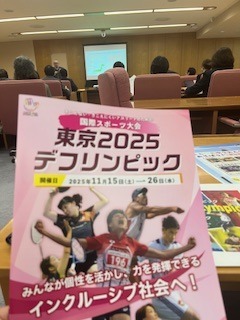 国際スポーツ大会
東京2025
デフリンピック
開催日 2025年11月15日(土)―26日(水)
196
みんなが個性を活かし、力を発揮できる
インクルーシブ社会へ!